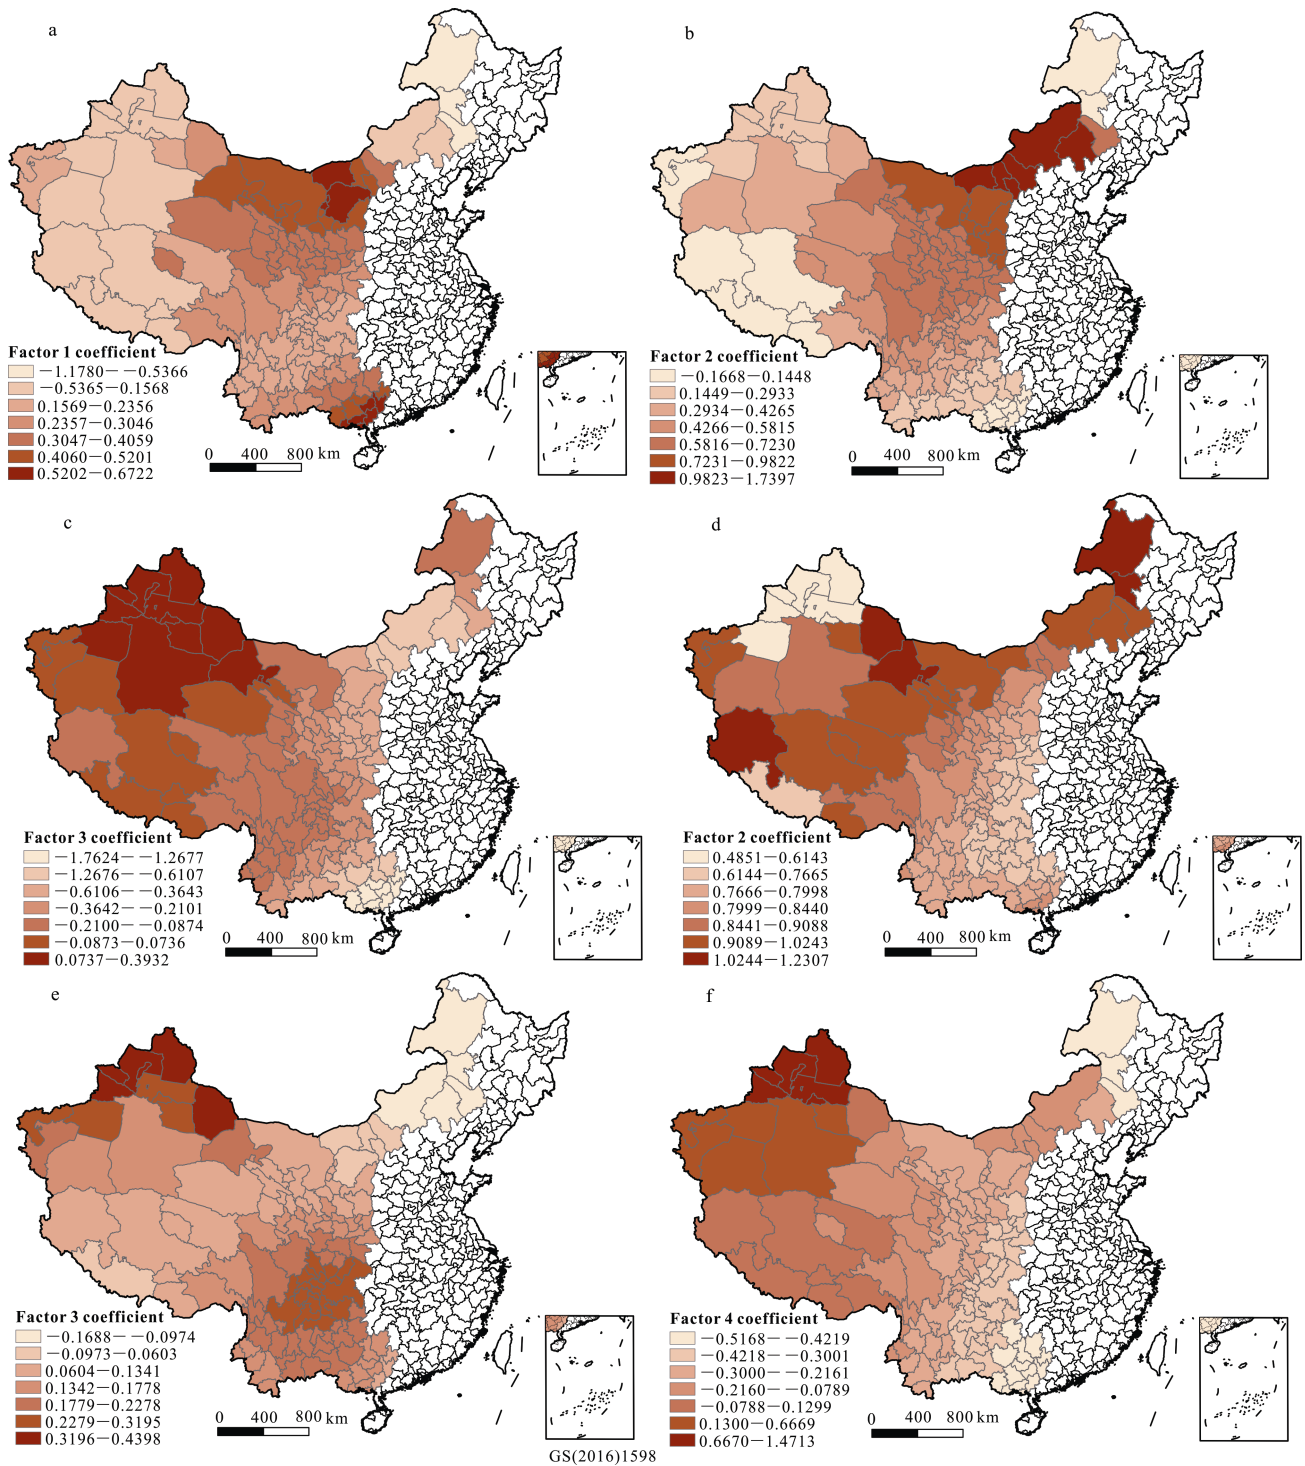 a
Factor 1 coefficient
−1.1780—−0.5366
−0.5365—0.1568
0.1569—0.2356
0.2357—0.3046
0.3047—0.4059
0.4060—0.5201
0.5202—0.6722
0 400 800 km
b
Factor 2 coefficient
−0.1668—0.1448
0.1449—0.2933
0.2934—0.4265
0.4266—0.5815
0.5816—0.7230
0.7231—0.9822
0.9823—1.7397
0 400 800 km
c
Factor 3 coefficient
−1.7624—−1.2677
−1.2676—−0.6107
−0.6106—−0.3643
−0.3642—−0.2101
−0.2100—−0.0874
−0.0873—0.0736
0.0737—0.3932
0 400 800 km
d
Factor 2 coefficient
0.4851—0.6143
0.6144—0.7665
0.7666—0.7998
0.7999—0.8440
0.8441—0.9088
0.9089—1.0243
1.0244—1.2307
0 400 800 km
e
Factor 3 coefficient
−0.1688—−0.0974
−0.0973—0.0603
0.0604—0.1341
0.1342—0.1778
0.1779—0.2278
0.2279—0.3195
0.3196—0.4398
0 400 800 km
f
Factor 4 coefficient
−0.5168—−0.4219
−0.4218—−0.3001
−0.3000—−0.2161
−0.2160—−0.0789
−0.0788—0.1299
0.1300—0.6669
0.6670—1.4713
0 400 800 km
GS(2016)1598